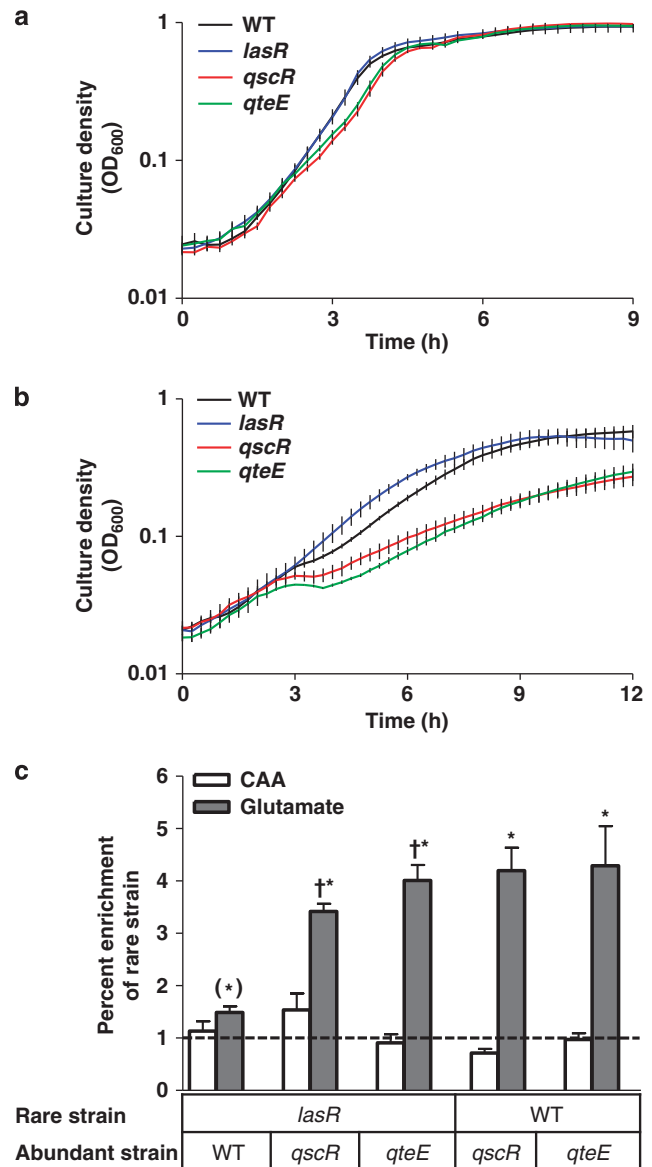 a
1
0.1
0.01
Culture density
(OD600)
WT
lasR
qscR
qteE
0
3
6
9
Time (h)
b
1
0.1
0.01
Culture density
(OD600)
WT
lasR
qscR
qteE
0
3
6
9
12
Time (h)
c
6
5
4
3
2
1
0
Percent enrichment
of rare strain
CAA
Glutamate
(*)
†*
†*
*
*
Rare strain lasR WT
Abundant strain WT qscR qteE qscR qteE